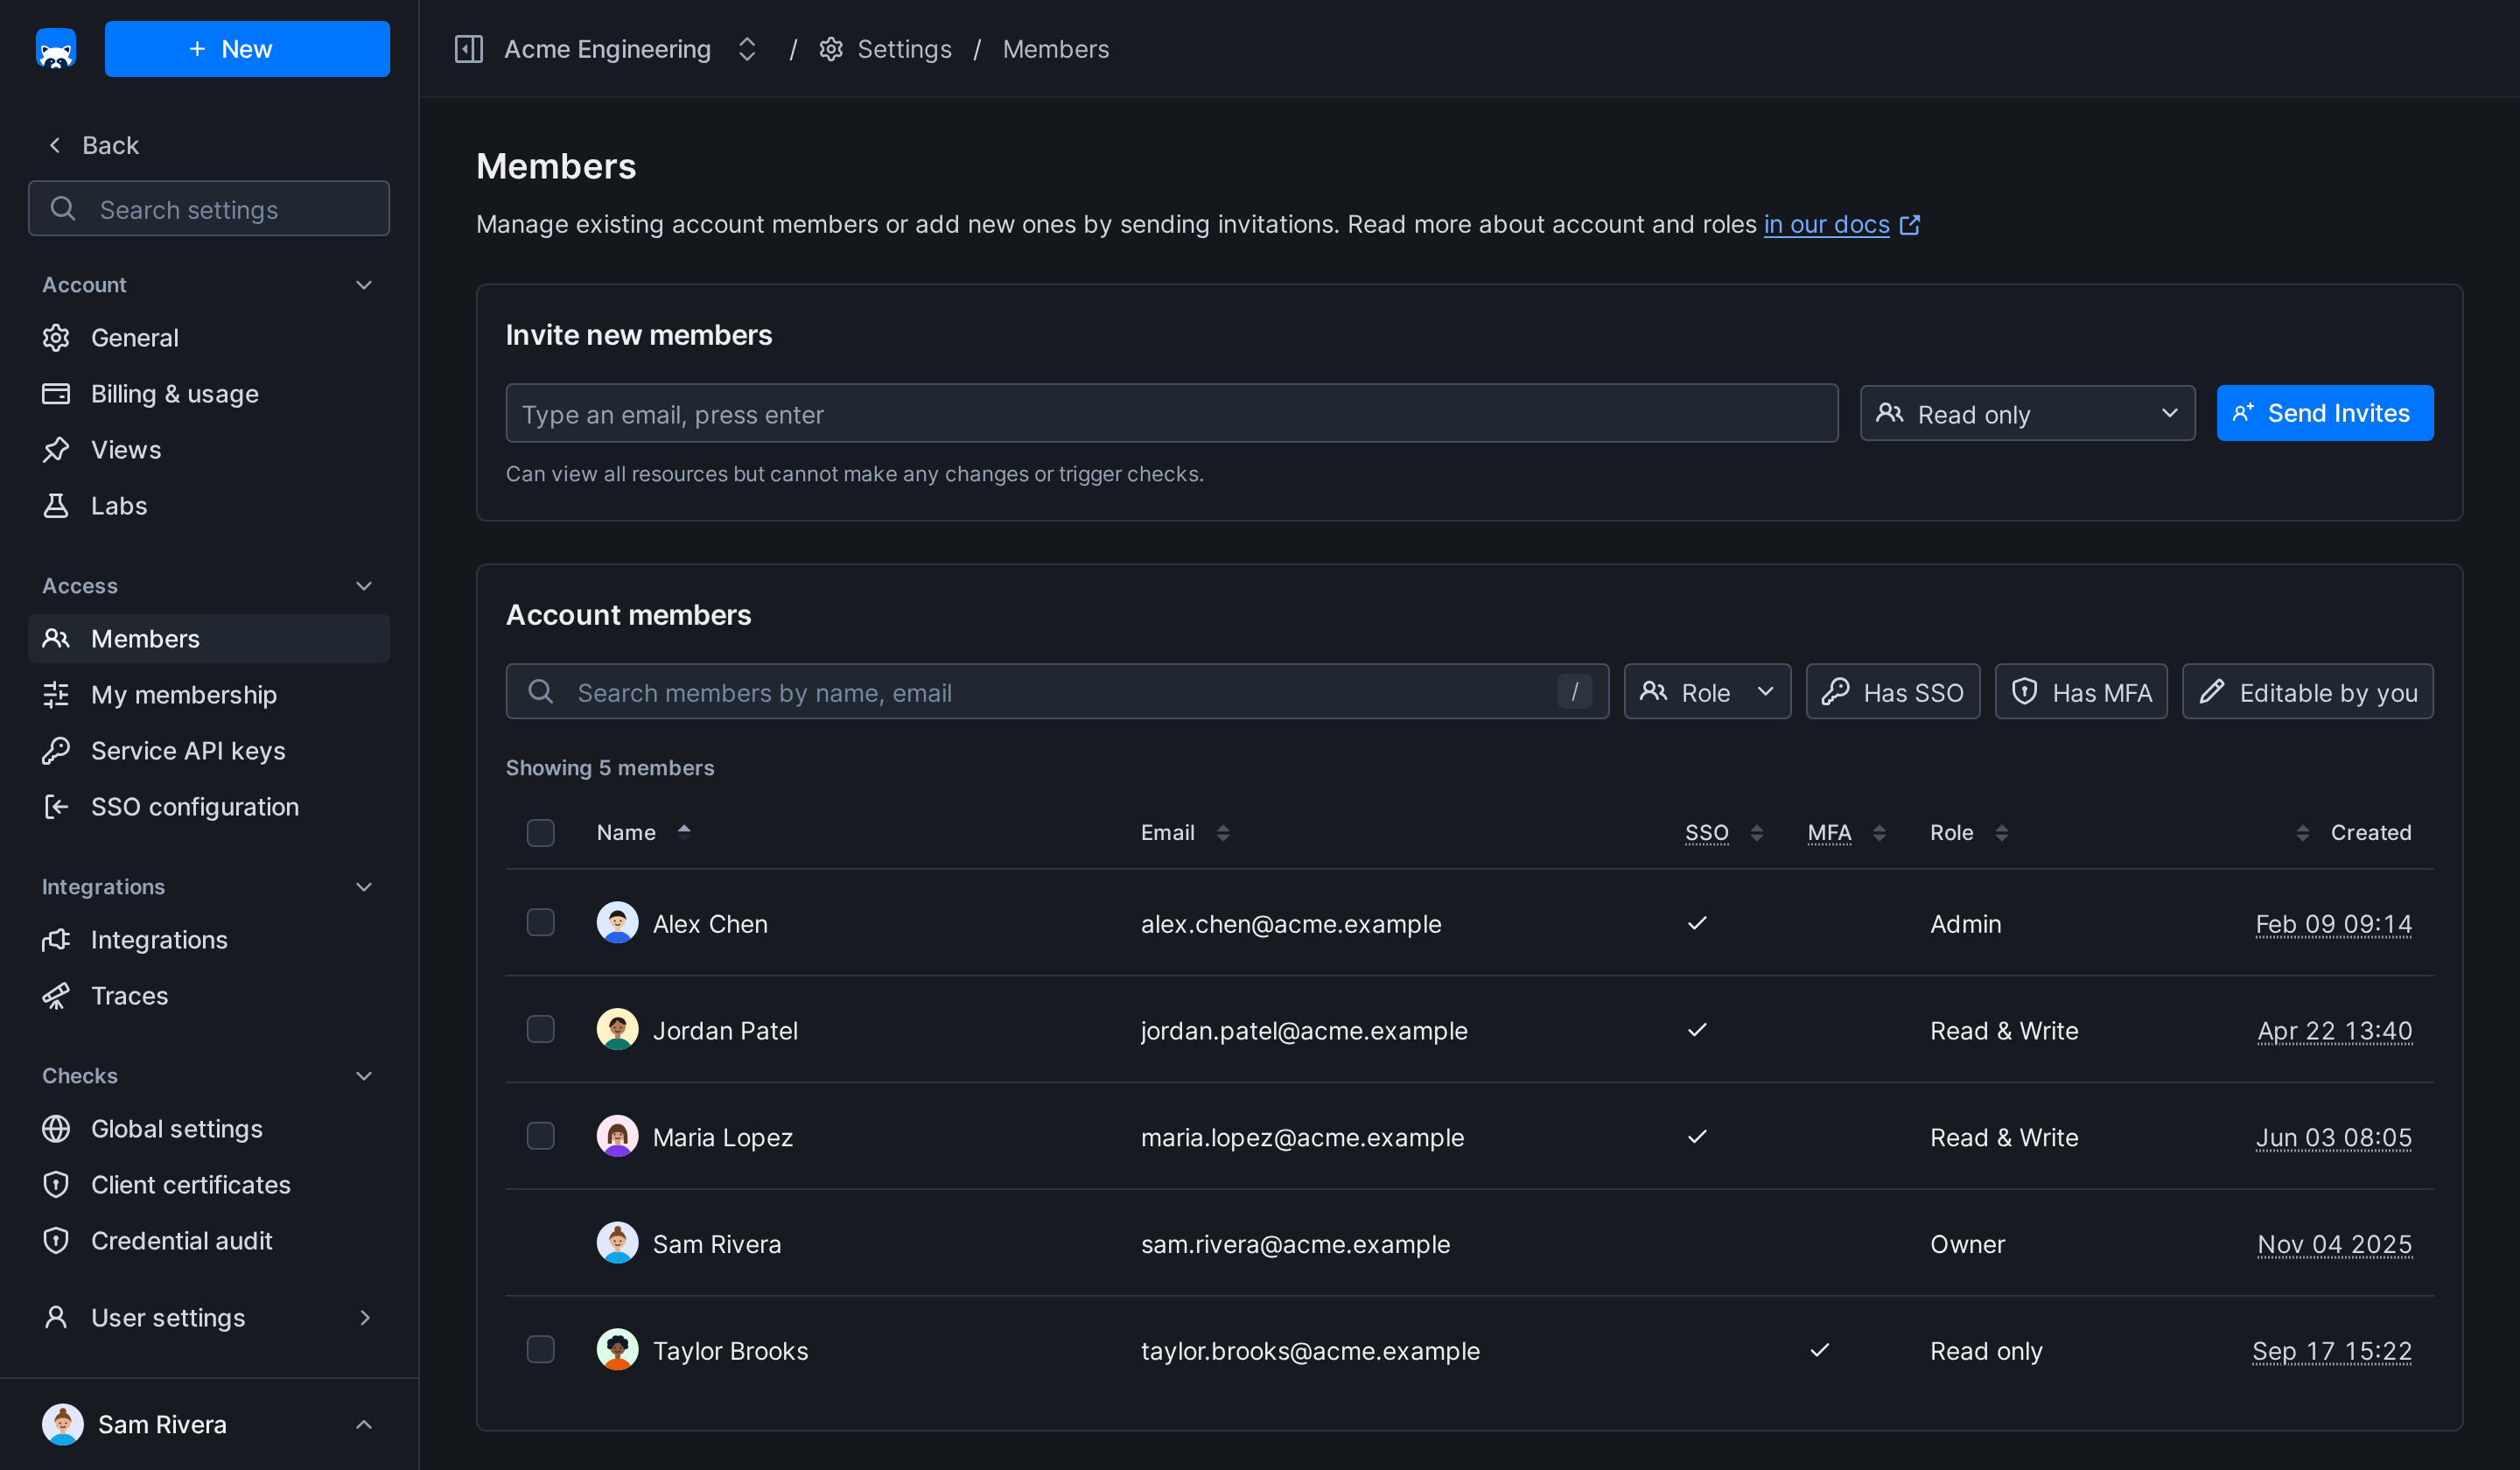 New
Back
Search settings
Account
General
Billing & usage
Views
Labs
Access
Members
My membership
Service API keys
SSO configuration
Integrations
Integrations
Traces
Checks
Global settings
Client certificates
Credential audit
User settings
Sam Rivera
Acme Engineering / Settings / Members
Members
Manage existing account members or add new ones by sending invitations. Read more about account and roles in our docs
Invite new members
Type an email, press enter Read only Send Invites
Can view all resources but cannot make any changes or trigger checks.
Account members
Search members by name, email / Role Has SSO Has MFA Editable by you
Showing 5 members
Name Email SSO MFA Role Created
Alex Chen alex.chen@acme.example Admin Feb 09 09:14
Jordan Patel jordan.patel@acme.example Read & Write Apr 22 13:40
Maria Lopez maria.lopez@acme.example Read & Write Jun 03 08:05
Sam Rivera sam.rivera@acme.example Owner Nov 04 2025
Taylor Brooks taylor.brooks@acme.example Read only Sep 17 15:22